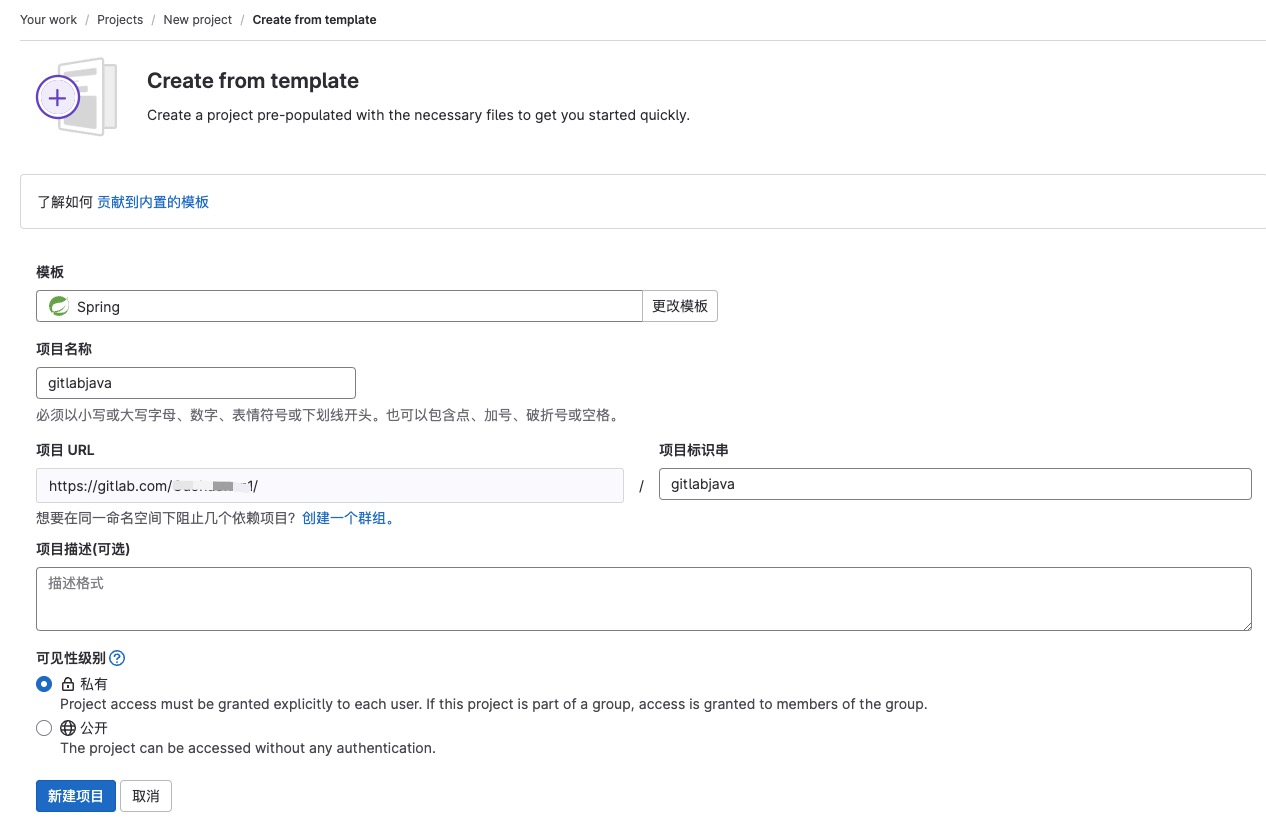 Your work / Projects / New project / Create from template
Create from template
Create a project pre-populated with the necessary files to get you started quickly.
了解如何 贡献到内置的模板
模板
Spring 更改模板
项目名称
gitlabjava
必须以小写或大写字母、数字、表情符号或下划线开头。也可以包含点、加号、破折号或空格。
项目 URL 项目标识串
https://gitlab.com/ 1/ / gitlabjava
想要在同一命名空间下阻止几个依赖项目？创建一个群组。
项目描述(可选)
描述格式
可见性级别
私有
Project access must be granted explicitly to each user. If this project is part of a group, access is granted to members of the group.
公开
The project can be accessed without any authentication.
新建项目 取消